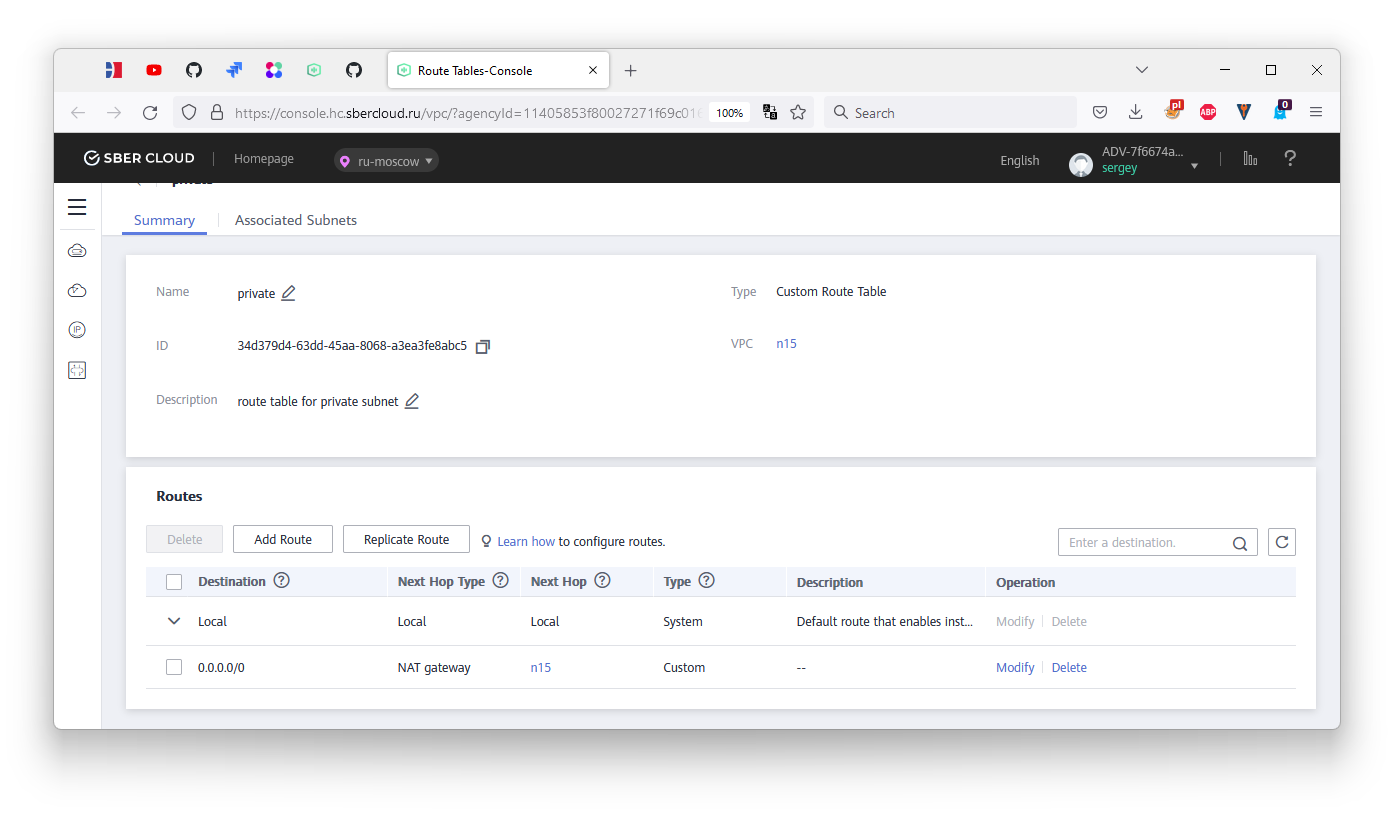 Route Tables-Console
https://console.hc.sbercloud.ru/vpc/?agencyId=11405853f80027271f69c016
100%
Search
pl
ABP
0
SBER CLOUD
Homepage
ru-moscow
English
ADV-7f6674a...
sergey
private
Summary
Associated Subnets
Name
private
Type
Custom Route Table
ID
34d379d4-63dd-45aa-8068-a3ea3fe8abc5
VPC
n15
Description
route table for private subnet
IP
Routes
Delete
Add Route
Replicate Route
Learn how to configure routes.
Enter a destination.
Destination ? Next Hop Type ? Next Hop ? Type ? Description Operation
Local Local Local System Default route that enables inst... Modify Delete
0.0.0.0/0 NAT gateway n15 Custom -- Modify Delete